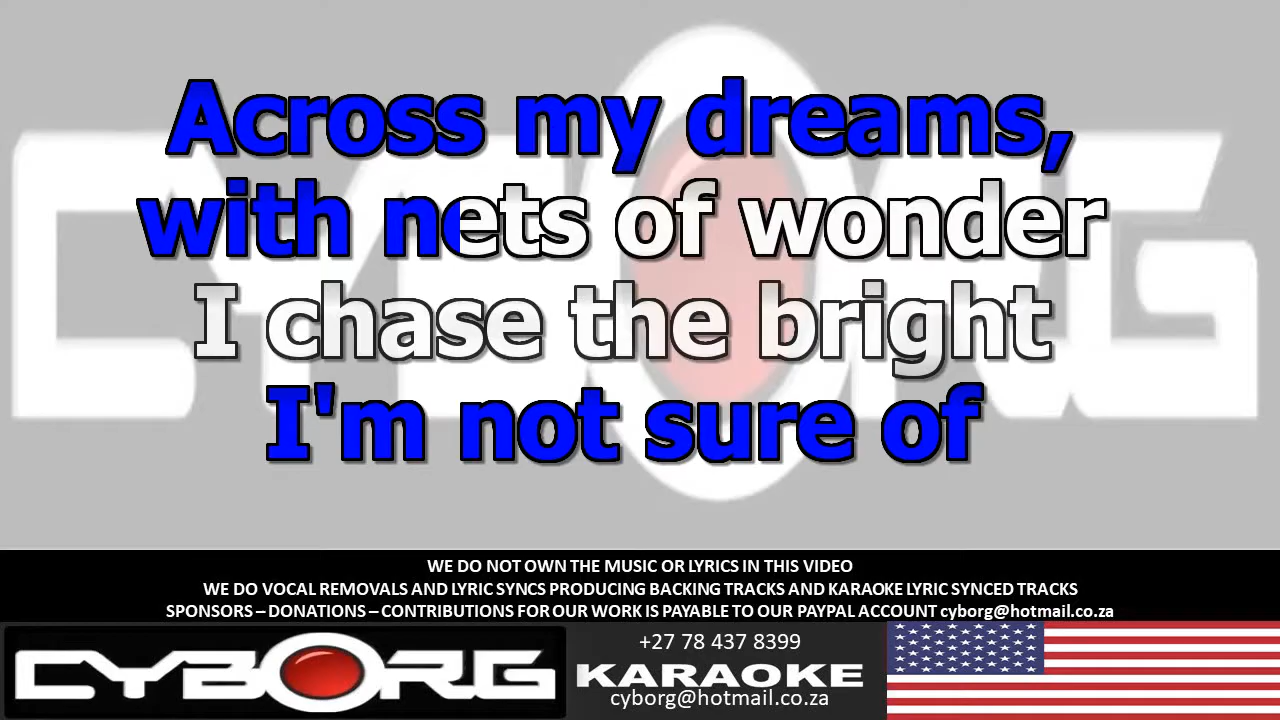 Across my dreams,
with nets of wonder
I chase the bright
I'm not sure of
WE DO NOT OWN THE MUSIC OR LYRICS IN THIS VIDEO
WE DO VOCAL REMOVALS AND LYRIC SYNCS PRODUCING BACKING TRACKS AND KARAOKE LYRIC SYNCED TRACKS
SPONSORS – DONATIONS – CONTRIBUTIONS FOR OUR WORK IS PAYABLE TO OUR PAYPAL ACCOUNT cyborg@hotmail.co.za
CYBORG
+27 78 437 8399
KARAOKE
cyborg@hotmail.co.za